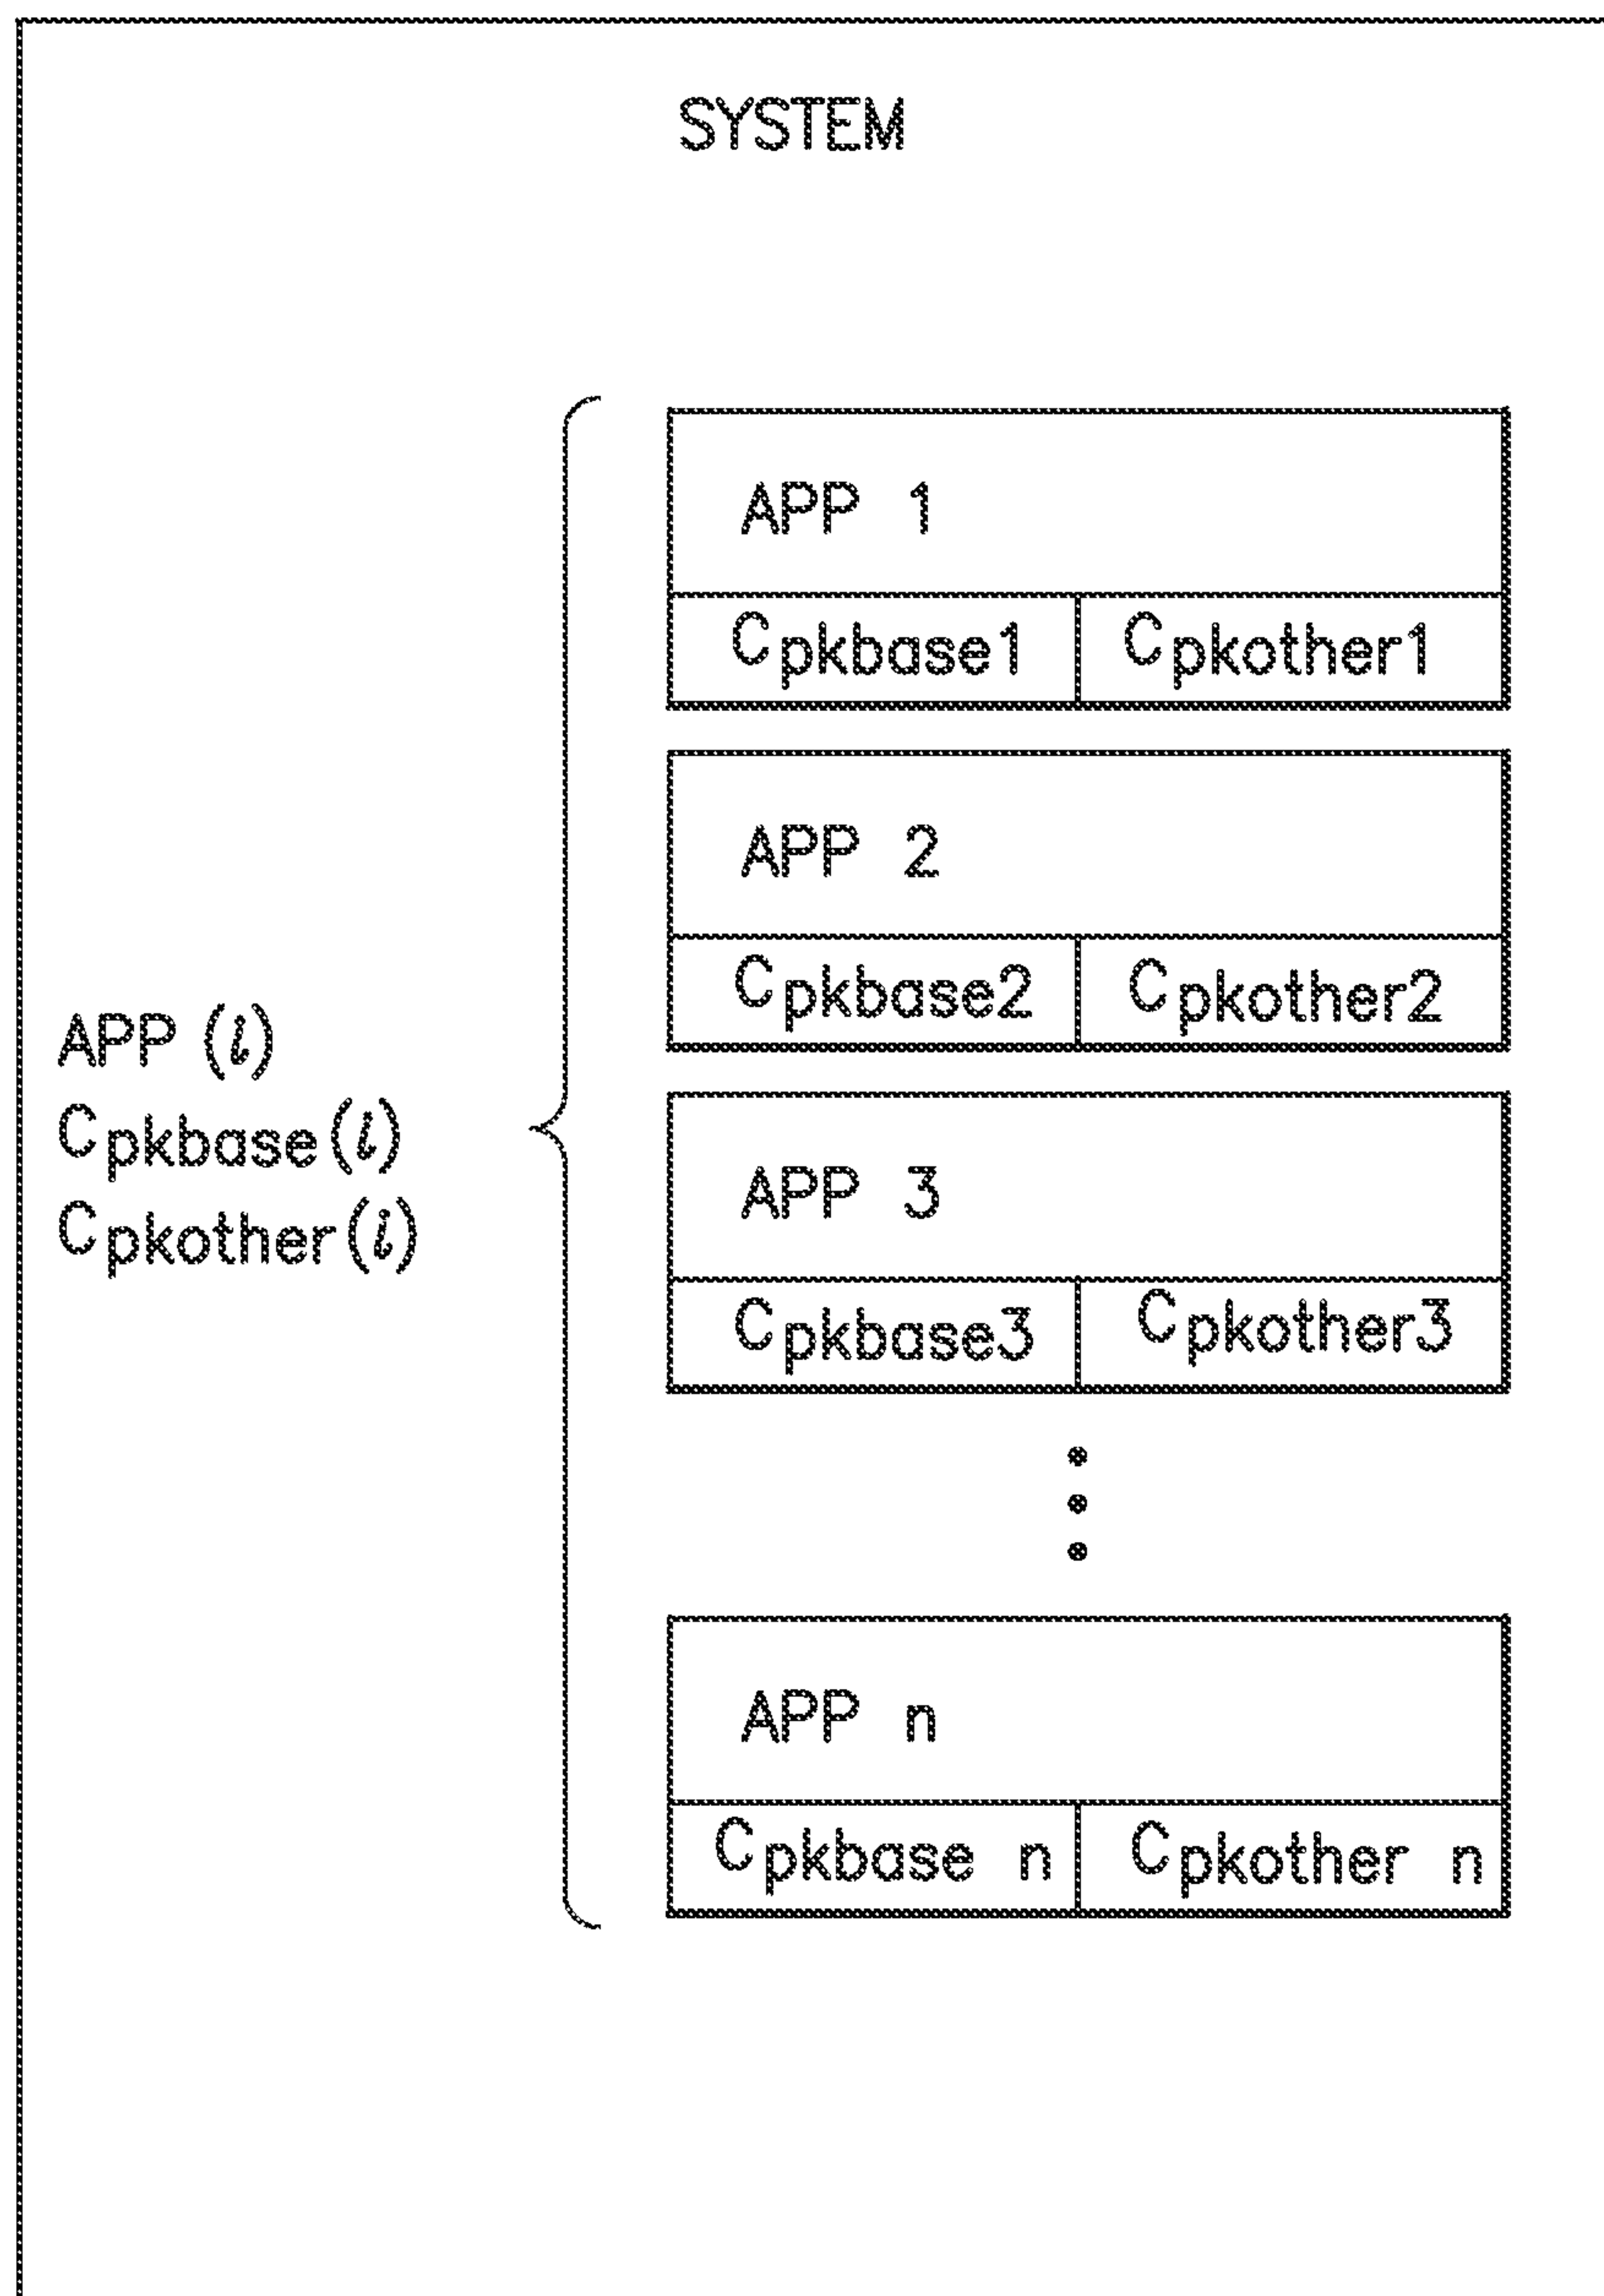 SYSTEM
APP 1
Cpkbase1 Cpkother1
APP 2
Cpkbase2 Cpkother2
APP (i)
Cpkbase(i)
Cpkother(i)
APP 3
Cpkbase3 Cpkother3
APP n
Cpkbase n Cpkother n